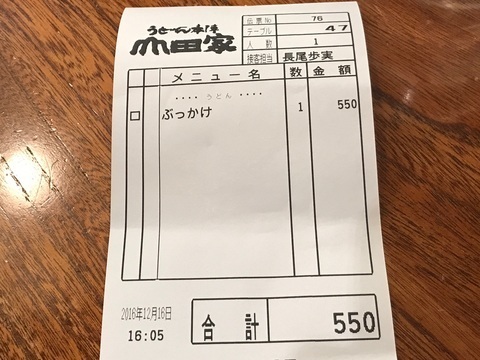 うどん本陣
山田家
伝票No 76
テーブル 47
人数 1
接客担当 長尾歩実
メニュー名 数 金額
・・・・ うどん ・・・・
□ ぶっかけ 1 550
2016年12月16日
16:05
合計 550